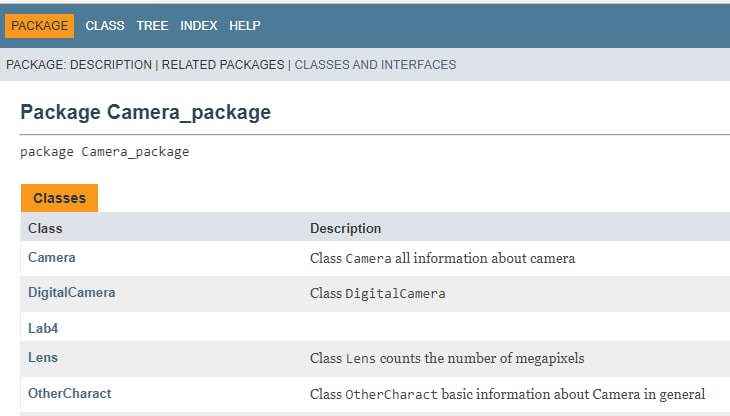 PACKAGE CLASS TREE INDEX HELP
PACKAGE: DESCRIPTION | RELATED PACKAGES | CLASSES AND INTERFACES
Package Camera_package
package Camera_package
Classes
Class Description
Camera Class Camera all information about camera
DigitalCamera Class DigitalCamera
Lab4
Lens Class Lens counts the number of megapixels
OtherCharact Class OtherCharact basic information about Camera in general